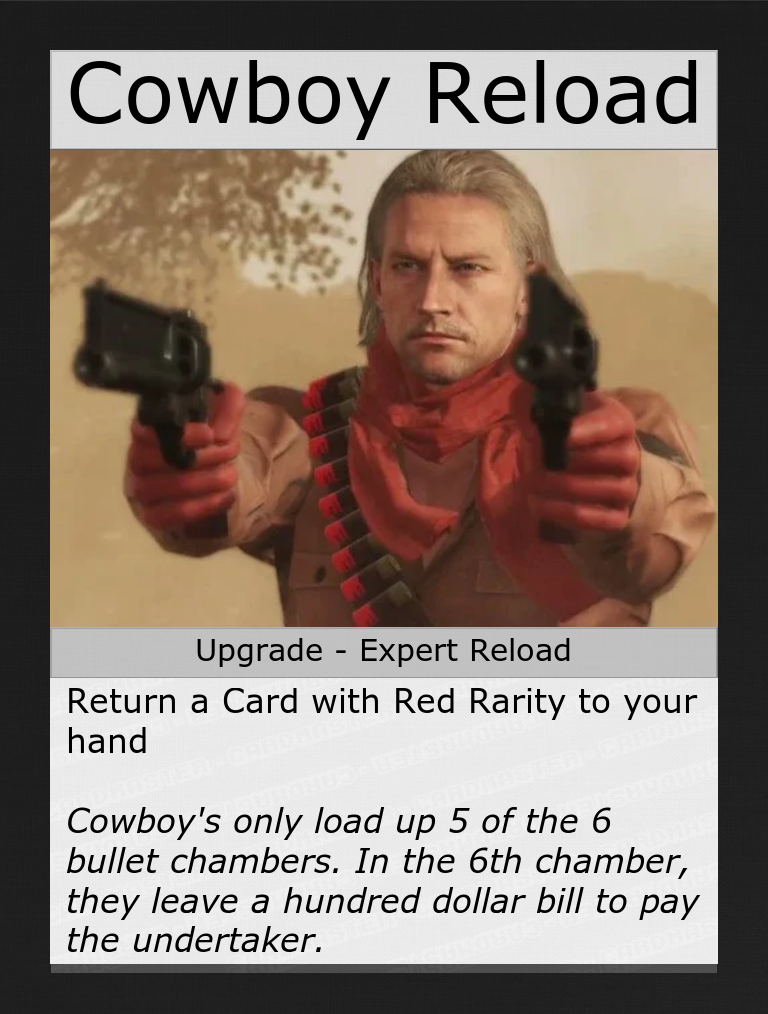 Cowboy Reload
Upgrade - Expert Reload
Return a Card with Red Rarity to your
hand
Cowboy's only load up 5 of the 6
bullet chambers. In the 6th chamber,
they leave a hundred dollar bill to pay
the undertaker.